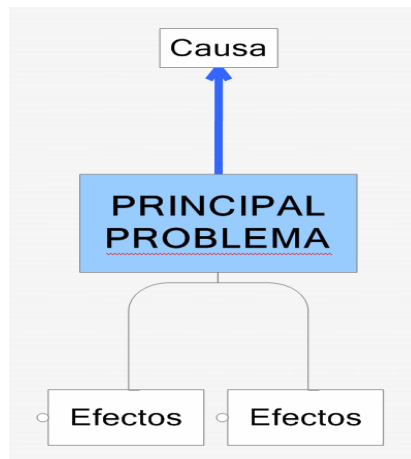 Causa
PRINCIPAL
PROBLEMA
Efectos
Efectos